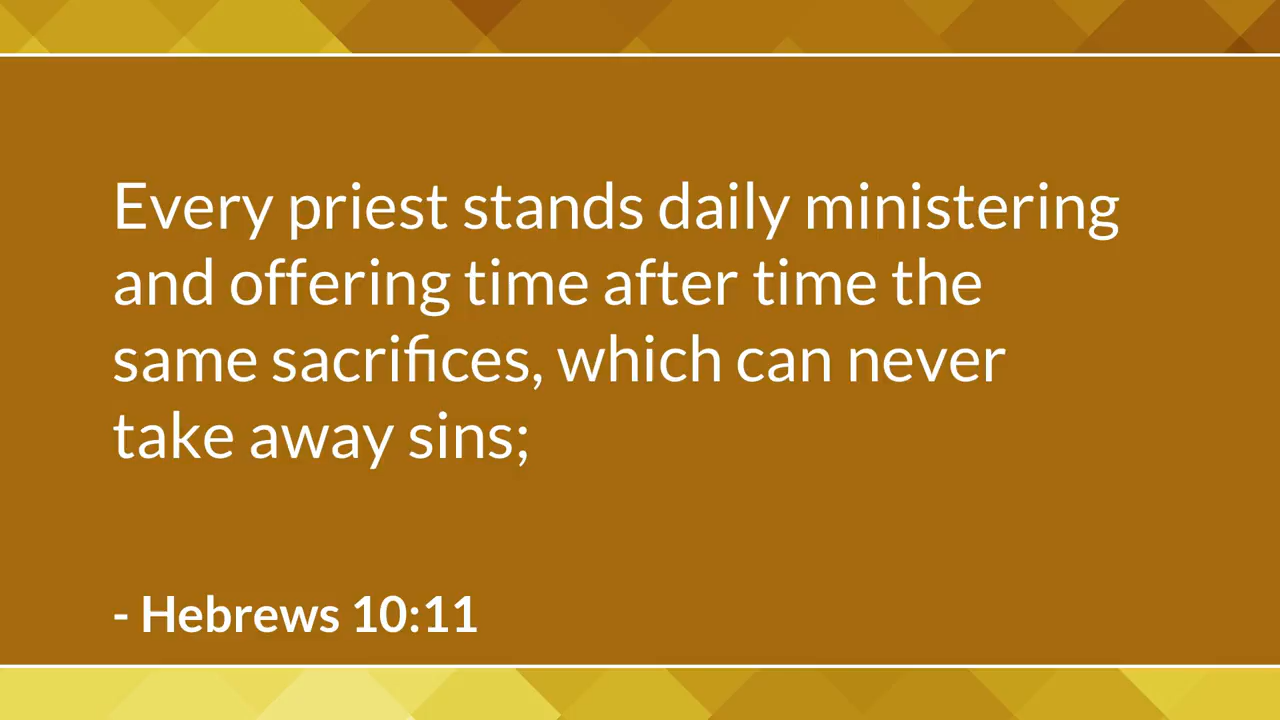 Every priest stands daily ministering
and offering time after time the
same sacrifices, which can never
take away sins;
- Hebrews 10:11